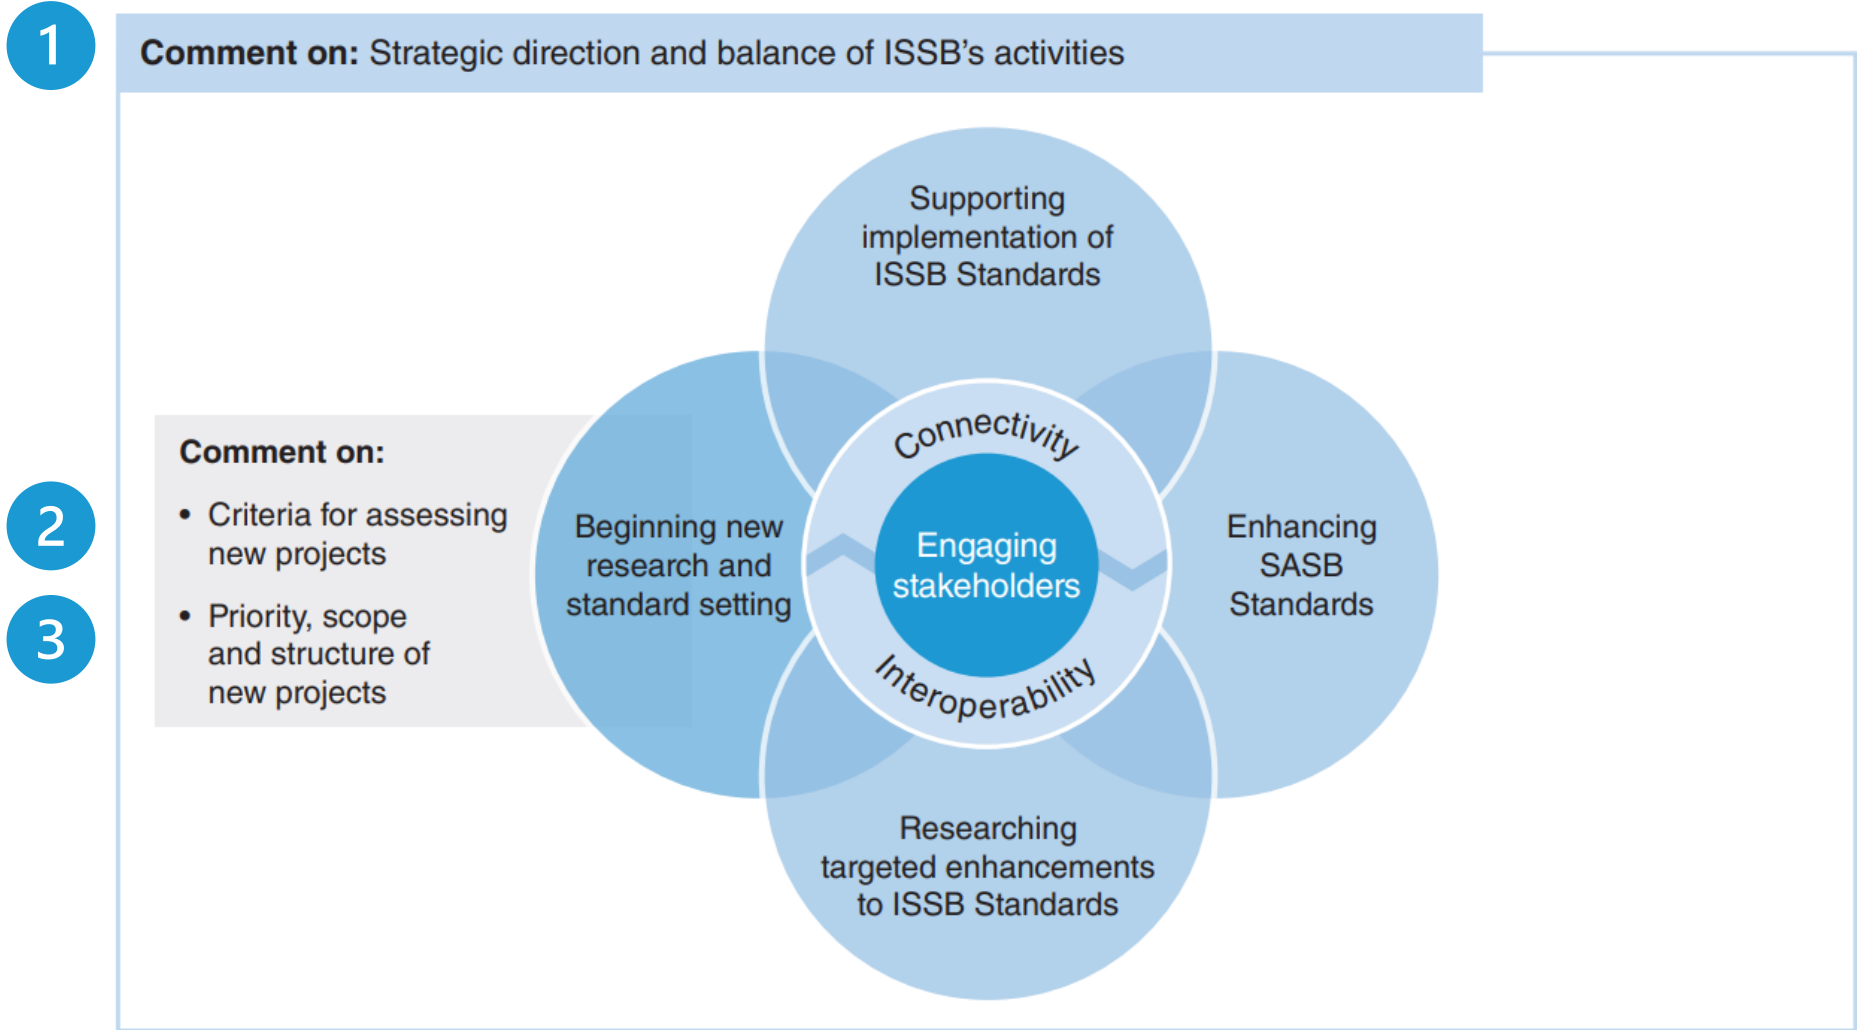 1
Comment on: Strategic direction and balance of ISSB's activities
Supporting
implementation of
ISSB Standards
Comment on:
2
• Criteria for assessing
new projects
3
• Priority, scope
and structure of
new projects
Beginning new
research and
standard setting
Connectivity
Engaging
stakeholders
Interoperability
Enhancing
SASB
Standards
Researching
targeted enhancements
to ISSB Standards